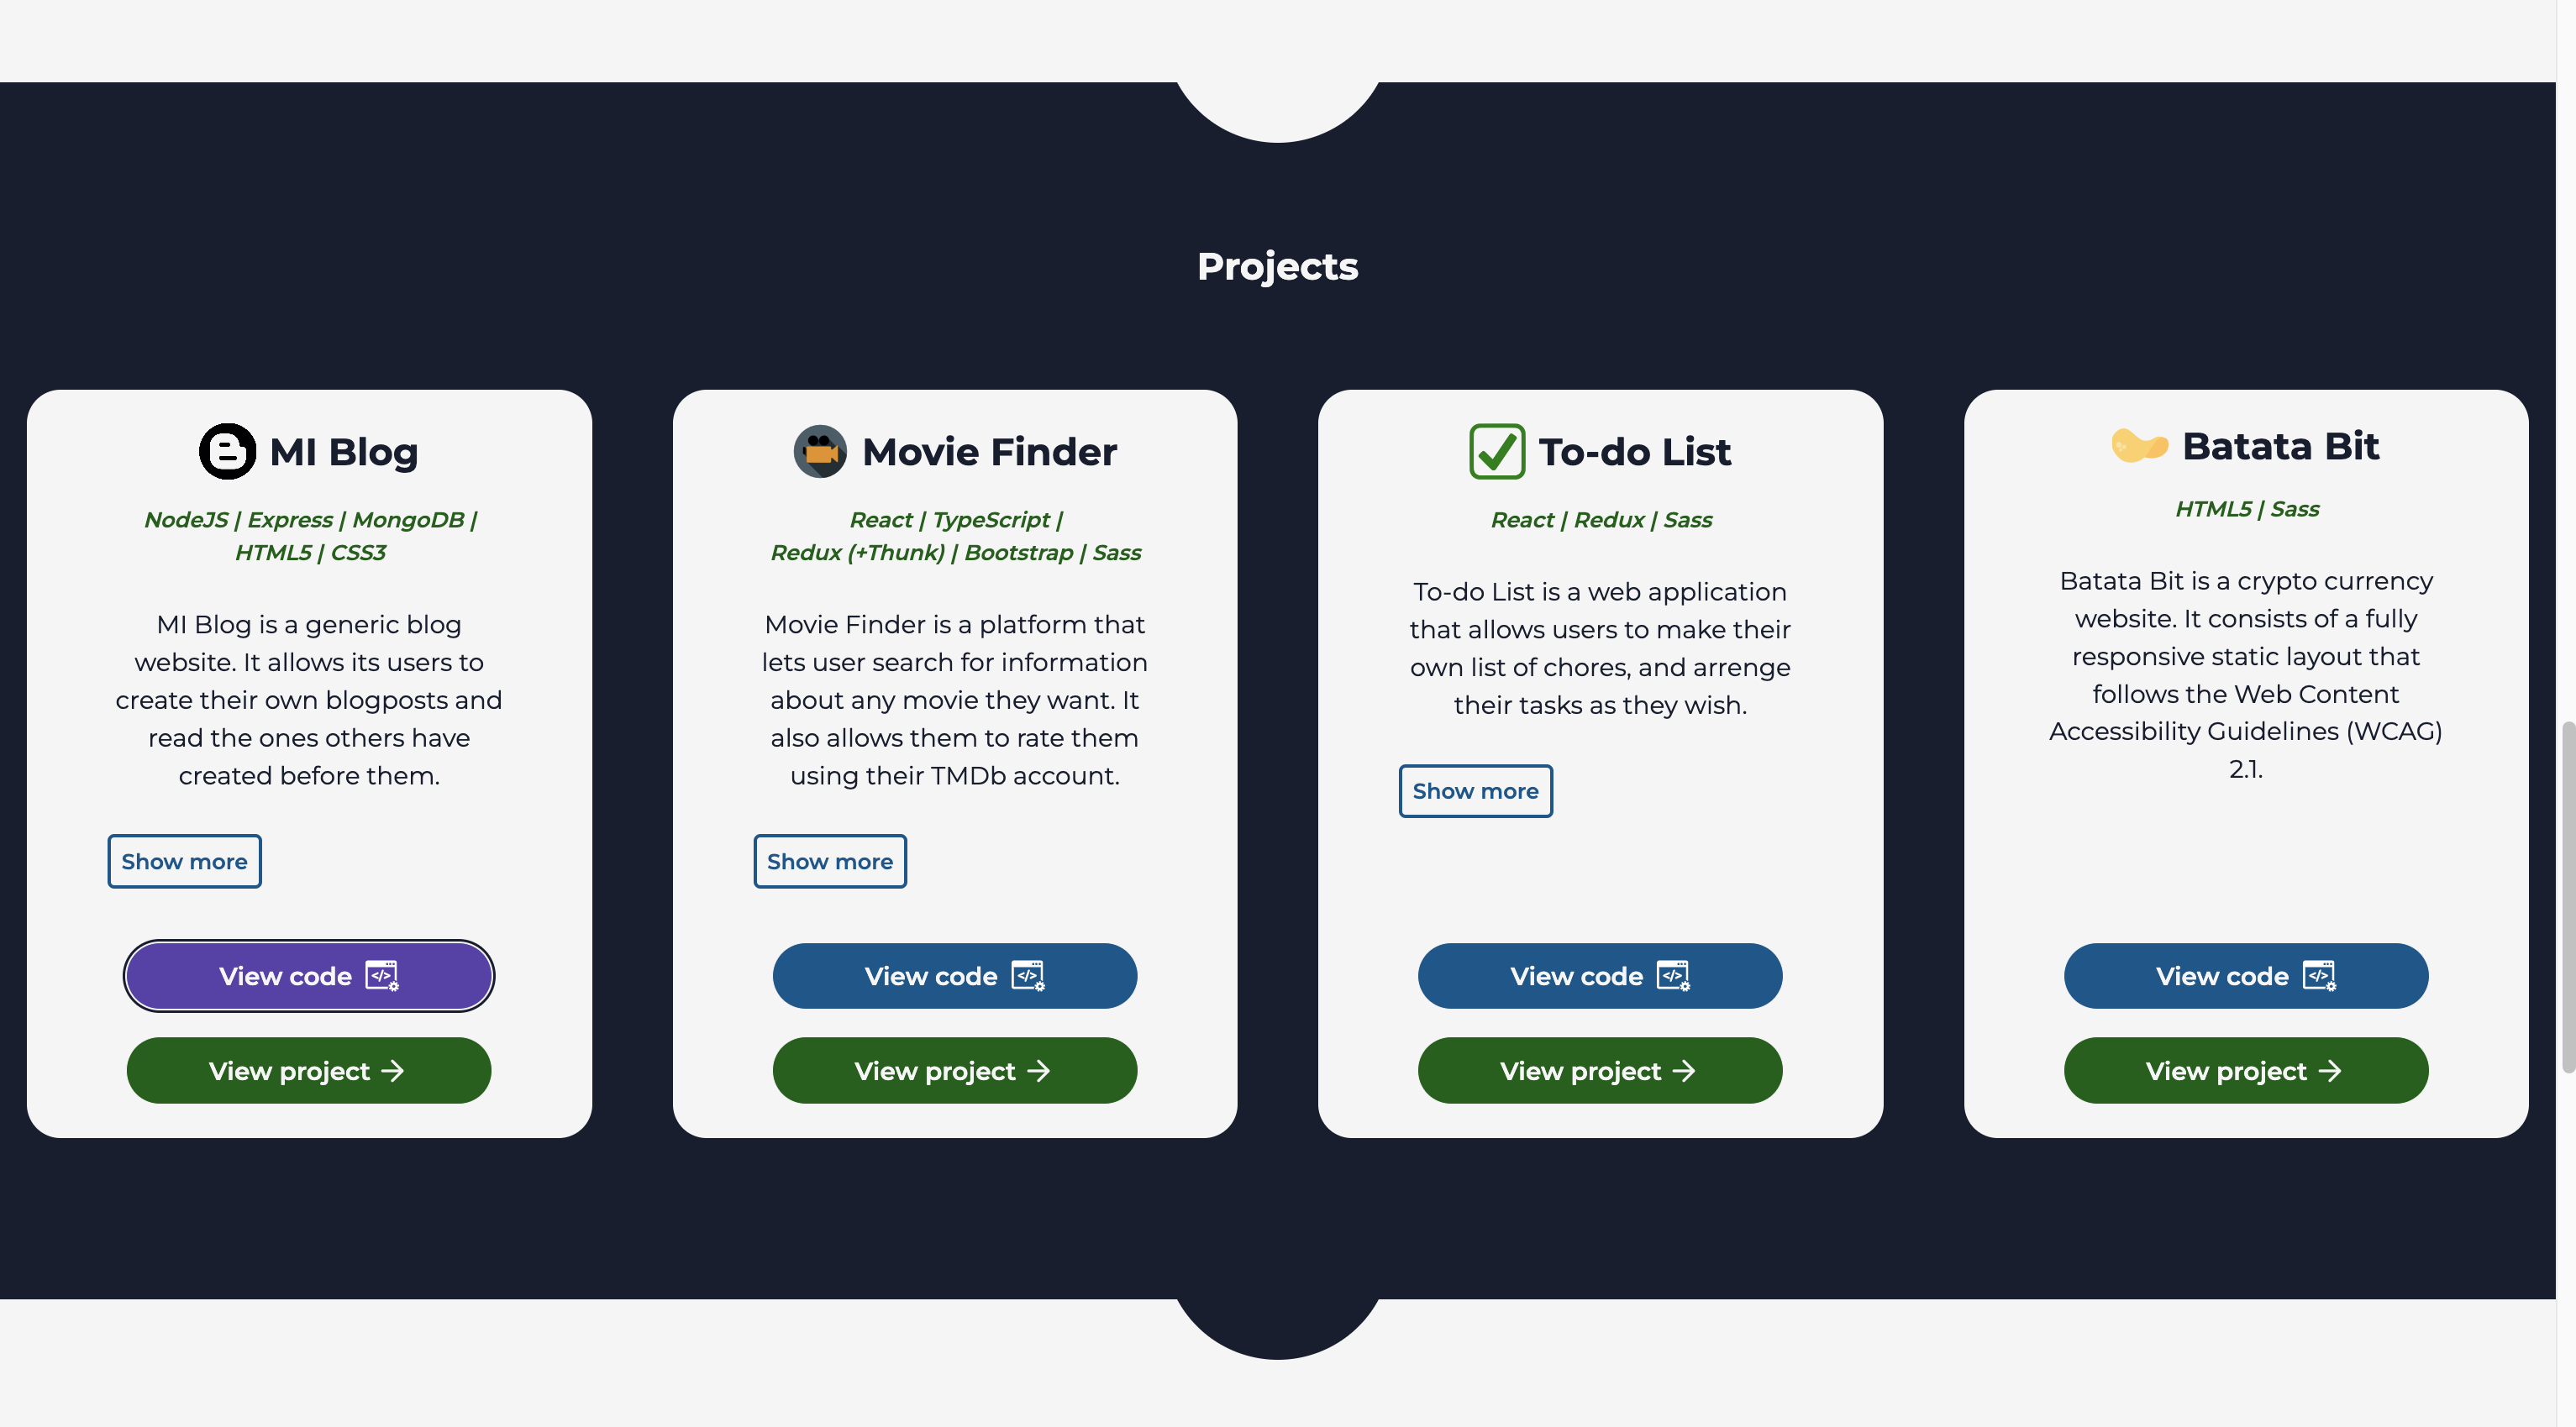 Projects
MI Blog
NodeJS | Express | MongoDB |
HTML5 | CSS3
MI Blog is a generic blog
website. It allows its users to
create their own blogposts and
read the ones others have
created before them.
Show more
View code
View project
Movie Finder
React | TypeScript |
Redux (+Thunk) | Bootstrap | Sass
Movie Finder is a platform that
lets user search for information
about any movie they want. It
also allows them to rate them
using their TMDb account.
Show more
View code
View project
To-do List
React | Redux | Sass
To-do List is a web application
that allows users to make their
own list of chores, and arrenge
their tasks as they wish.
Show more
View code
View project
Batata Bit
HTML5 | Sass
Batata Bit is a crypto currency
website. It consists of a fully
responsive static layout that
follows the Web Content
Accessibility Guidelines (WCAG)
2.1.
View code
View project